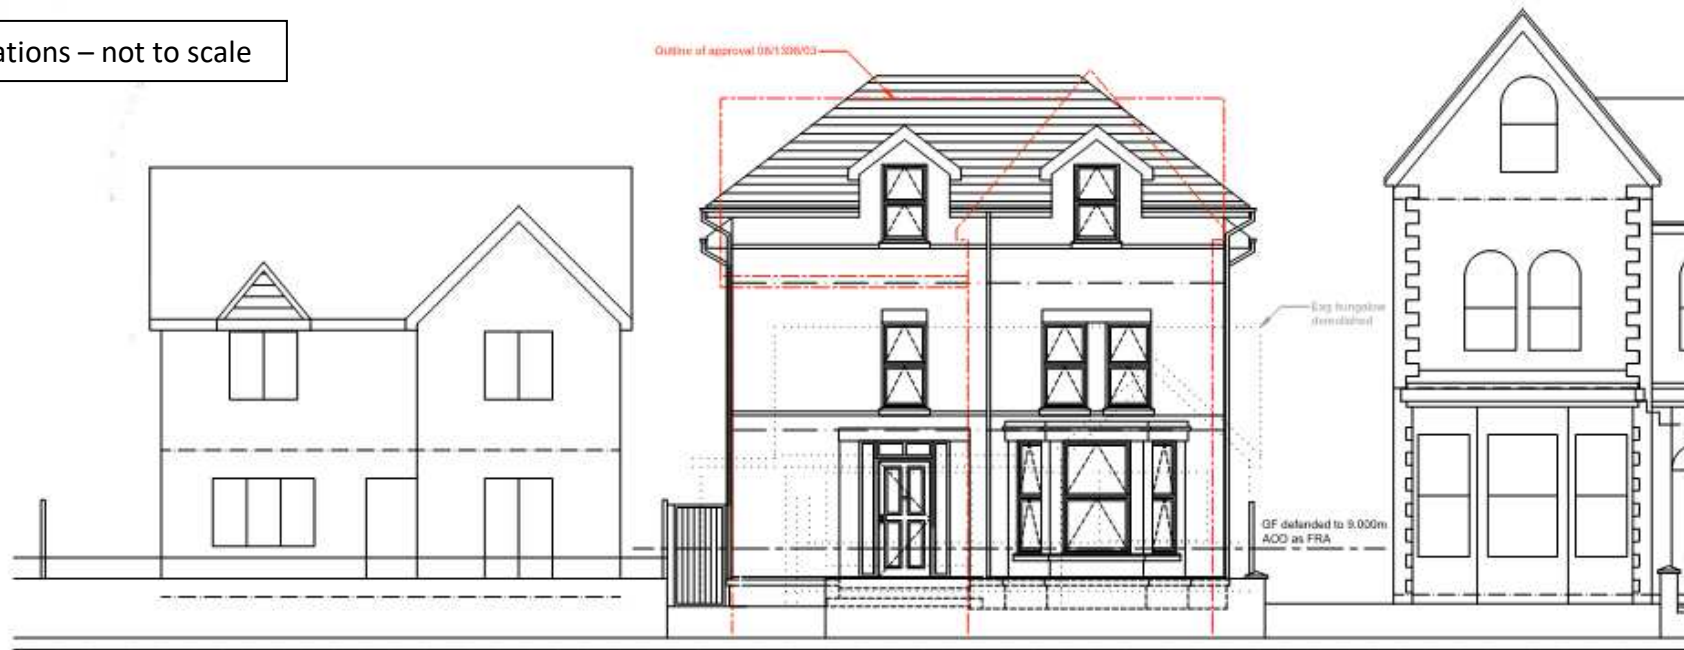 ations – not to scale
Outline of approval 08/1398/03
Exg bungalow
demolished
GF defended to 9.000m
AOD as FRA